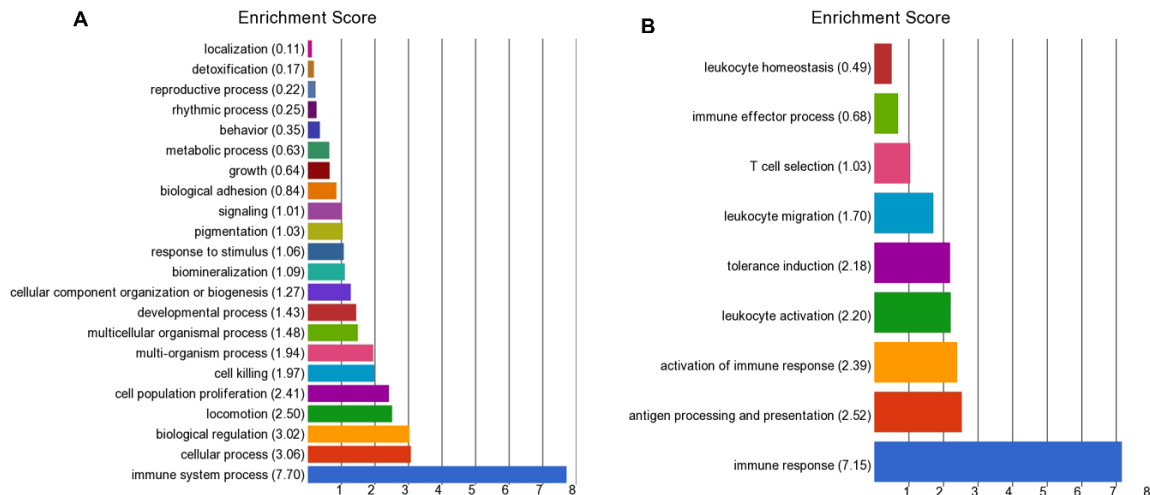 A
Enrichment Score
localization (0.11)
detoxification (0.17)
reproductive process (0.22)
rhythmic process (0.25)
behavior (0.35)
metabolic process (0.63)
growth (0.64)
biological adhesion (0.84)
signaling (1.01)
pigmentation (1.03)
response to stimulus (1.06)
biomineralization (1.09)
cellular component organization or biogenesis (1.27)
developmental process (1.43)
multicellular organismal process (1.48)
multi-organism process (1.94)
cell killing (1.97)
cell population proliferation (2.41)
locomotion (2.50)
biological regulation (3.02)
cellular process (3.06)
immune system process (7.70)
1 2 3 4 5 6 7 8
B
Enrichment Score
leukocyte homeostasis (0.49)
immune effector process (0.68)
T cell selection (1.03)
leukocyte migration (1.70)
tolerance induction (2.18)
leukocyte activation (2.20)
activation of immune response (2.39)
antigen processing and presentation (2.52)
immune response (7.15)
1 2 3 4 5 6 7 8